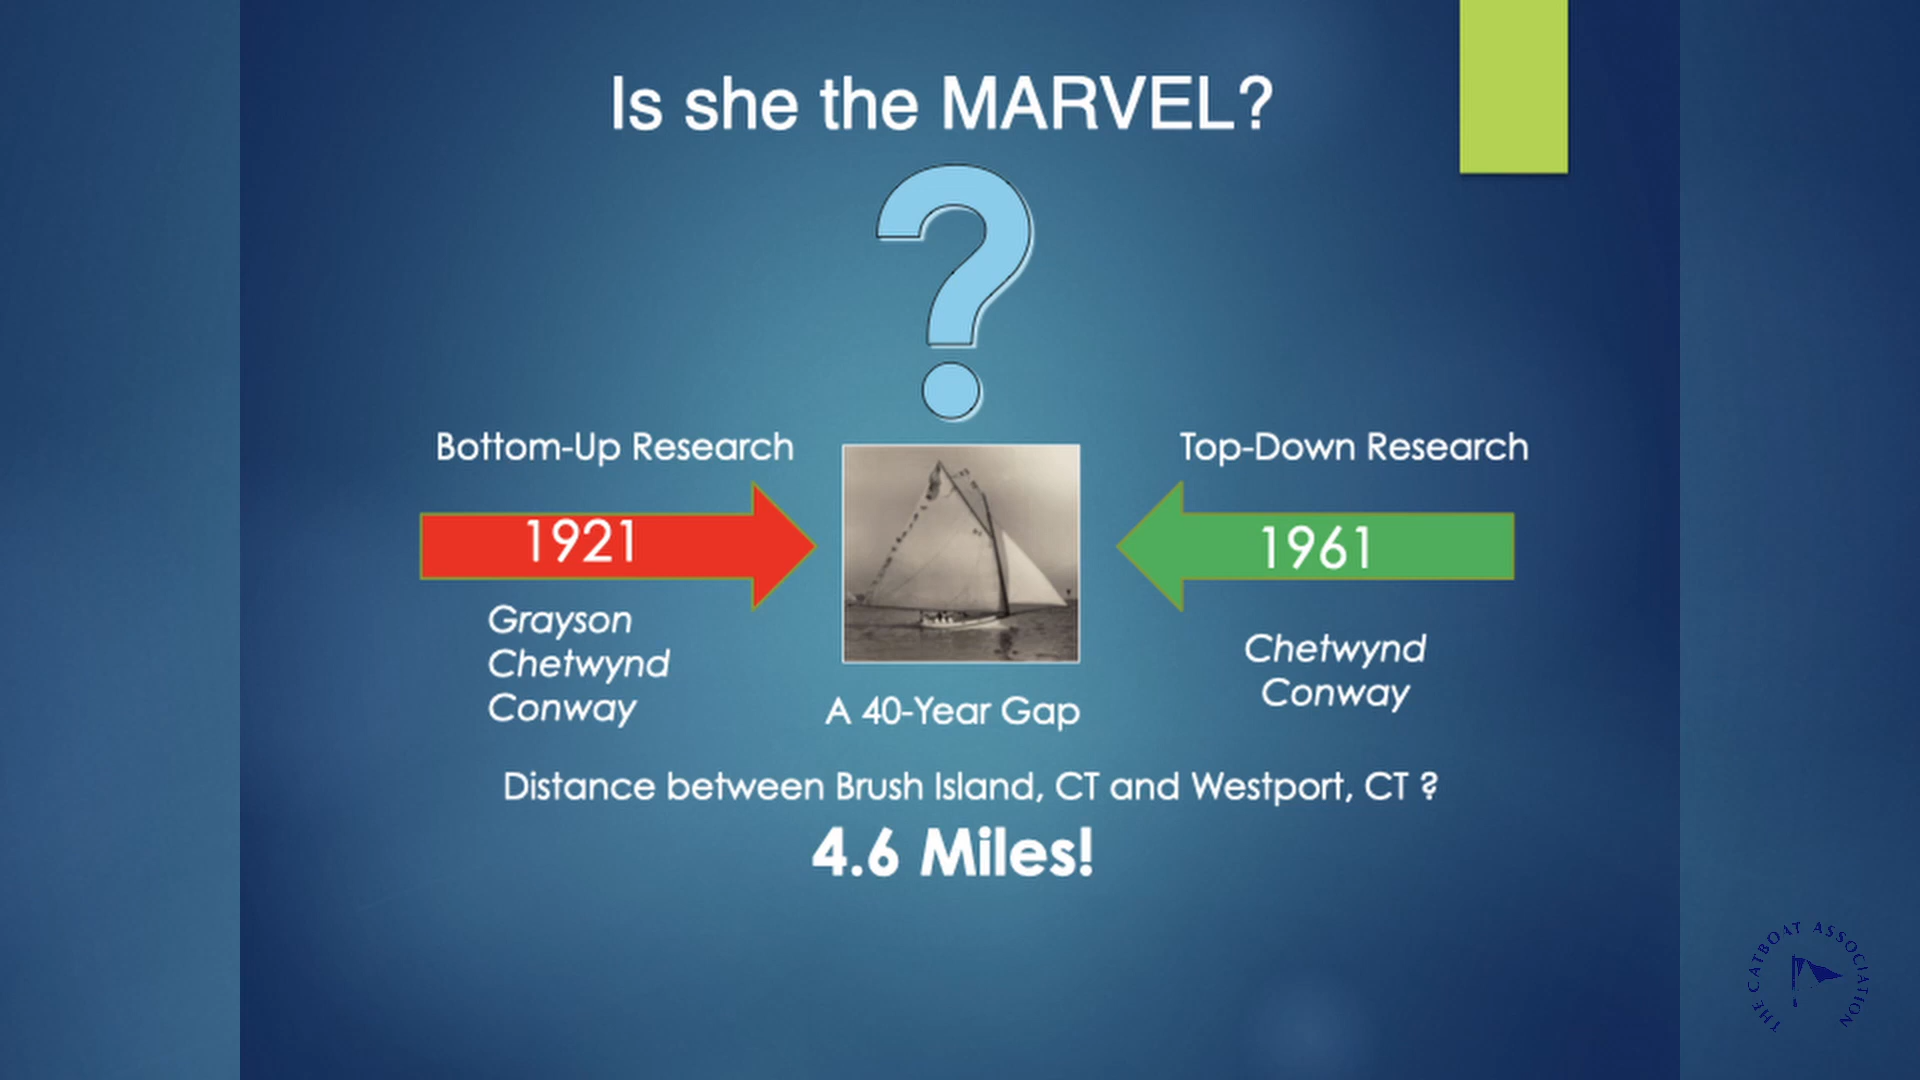 Is she the MARVEL?
?
Bottom-Up Research
1921
Grayson
Chetwynd
Conway
A 40-Year Gap
Top-Down Research
1961
Chetwynd
Conway
Distance between Brush Island, CT and Westport, CT ?
4.6 Miles!
THE CATBOAT ASSOCIATION